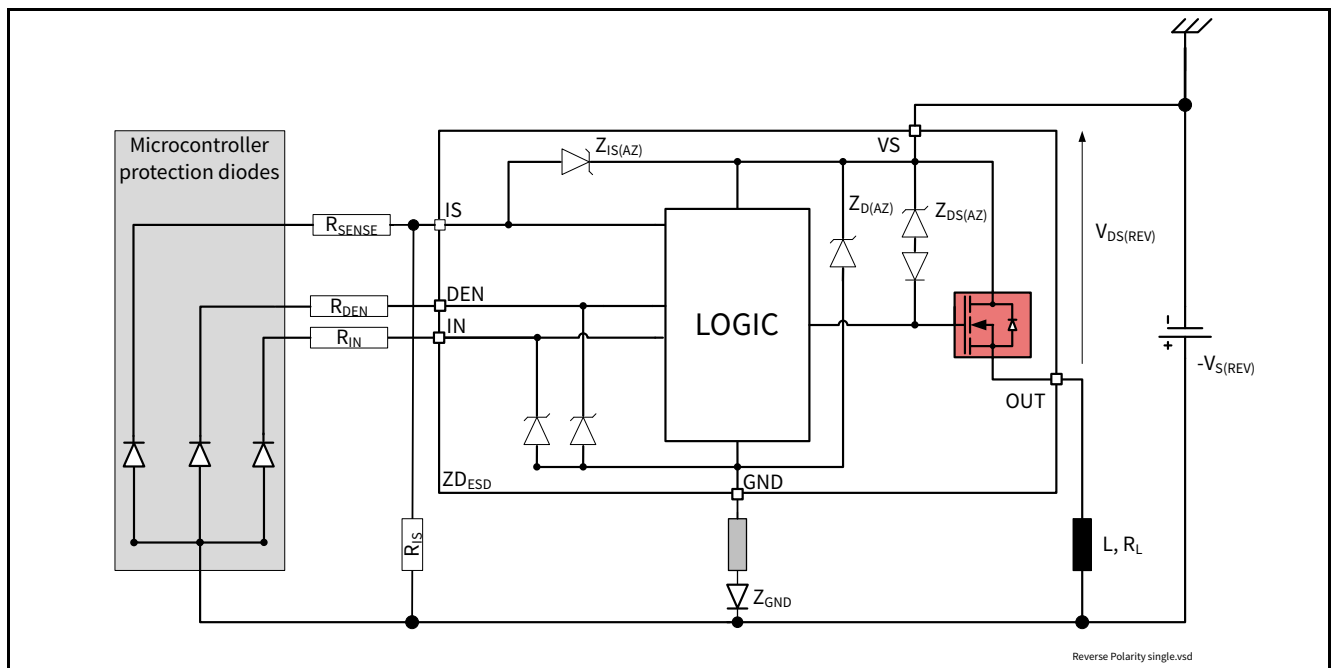 Microcontroller
protection diodes
Z_IS(AZ)
VS
IS
R_SENSE
Z_D(AZ)
Z_DS(AZ)
V_DS(REV)
DEN
R_DEN
LOGIC
IN
R_IN
-
+
-V_S(REV)
OUT
ZD_ESD
GND
R_IS
L, R_L
Z_GND
Reverse Polarity single.vsd